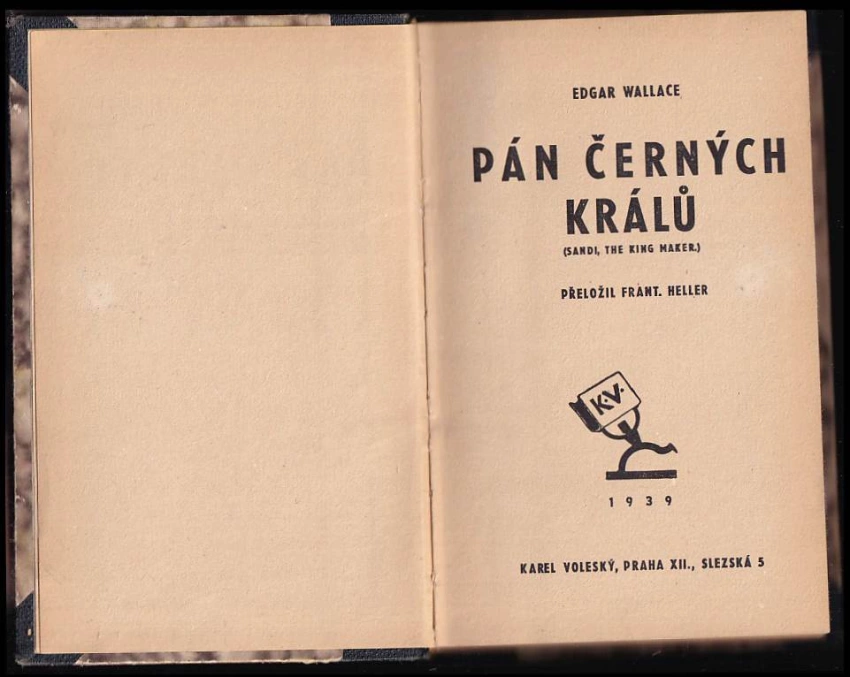 EDGAR WALLACE
PÁN ČERNÝCH
KRÁLŮ
(SANDI, THE KING MAKER.)
PŘELOŽIL FRANT. HELLER
K·V·
1939
KAREL VOLESKÝ, PRAHA XII., SLEZSKÁ 5